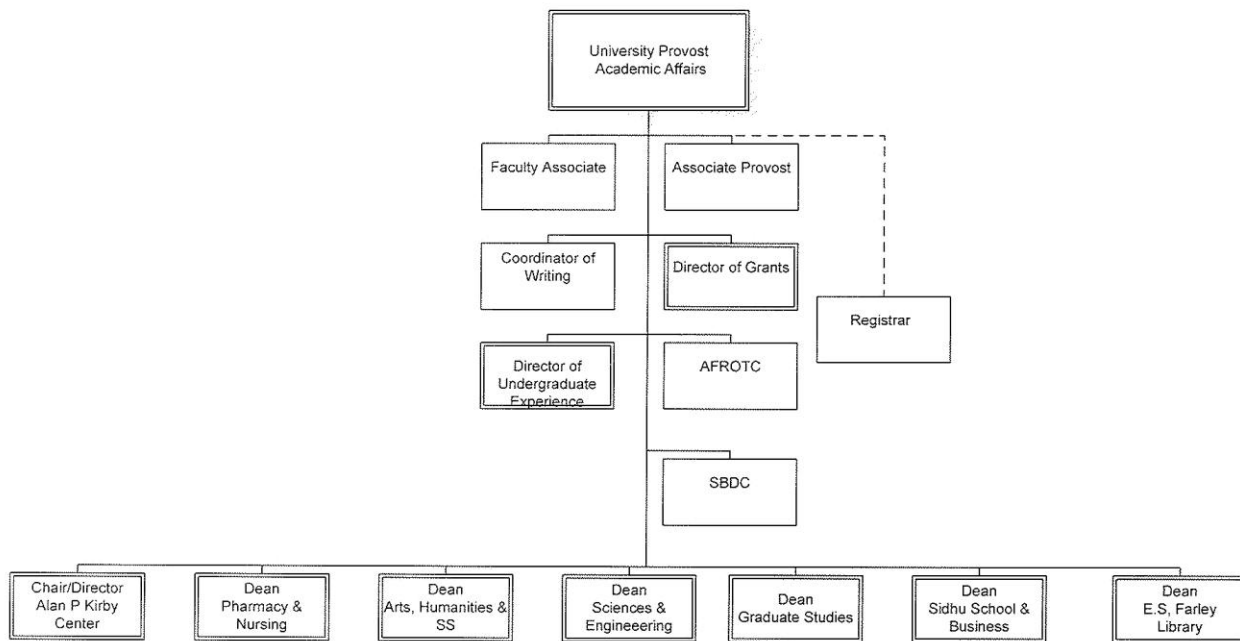 University Provost
Academic Affairs
Faculty Associate
Associate Provost
Coordinator of
Writing
Director of Grants
Registrar
Director of
Undergraduate
Experience
AFROTC
SBDC
Chair/Director
Alan P Kirby
Center
Dean
Pharmacy &
Nursing
Dean
Arts, Humanities &
SS
Dean
Sciences &
Engineeering
Dean
Graduate Studies
Dean
Sidhu School &
Business
Dean
E.S, Farley
Library